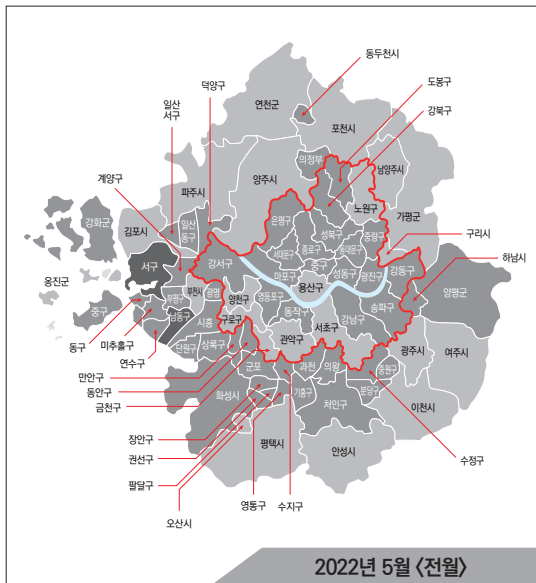 동두천시
도봉구
덕양구
강북구
일산
서구
연천군
포천시
계양구
의정부
남양주시
양주시
파주시
노원구
가평군
강화군
김포시
일산
동구
은평구
성북구
중랑구
구리시
서대문구
종로구
동대문구
하남시
옹진군
서구
강서구
마포구
중구
성동구
광진구
강동구
양평군
용산구
부평구
부천시
광명
양천구
영등포구
중구
남동구
동작구
송파구
시흥
구로구
서초구
강남구
동구
미추홀구
연수구
단원구
상록구
관악구
광주시
여주시
만안구
동안구
금천구
군포
과천
의왕
중원구
화성시
기흥구
처인구
분당구
이천시
장안구
권선구
팔달구
오산시
평택시
안성시
수정구
영통구
수지구
2022년 5월 〈전월〉